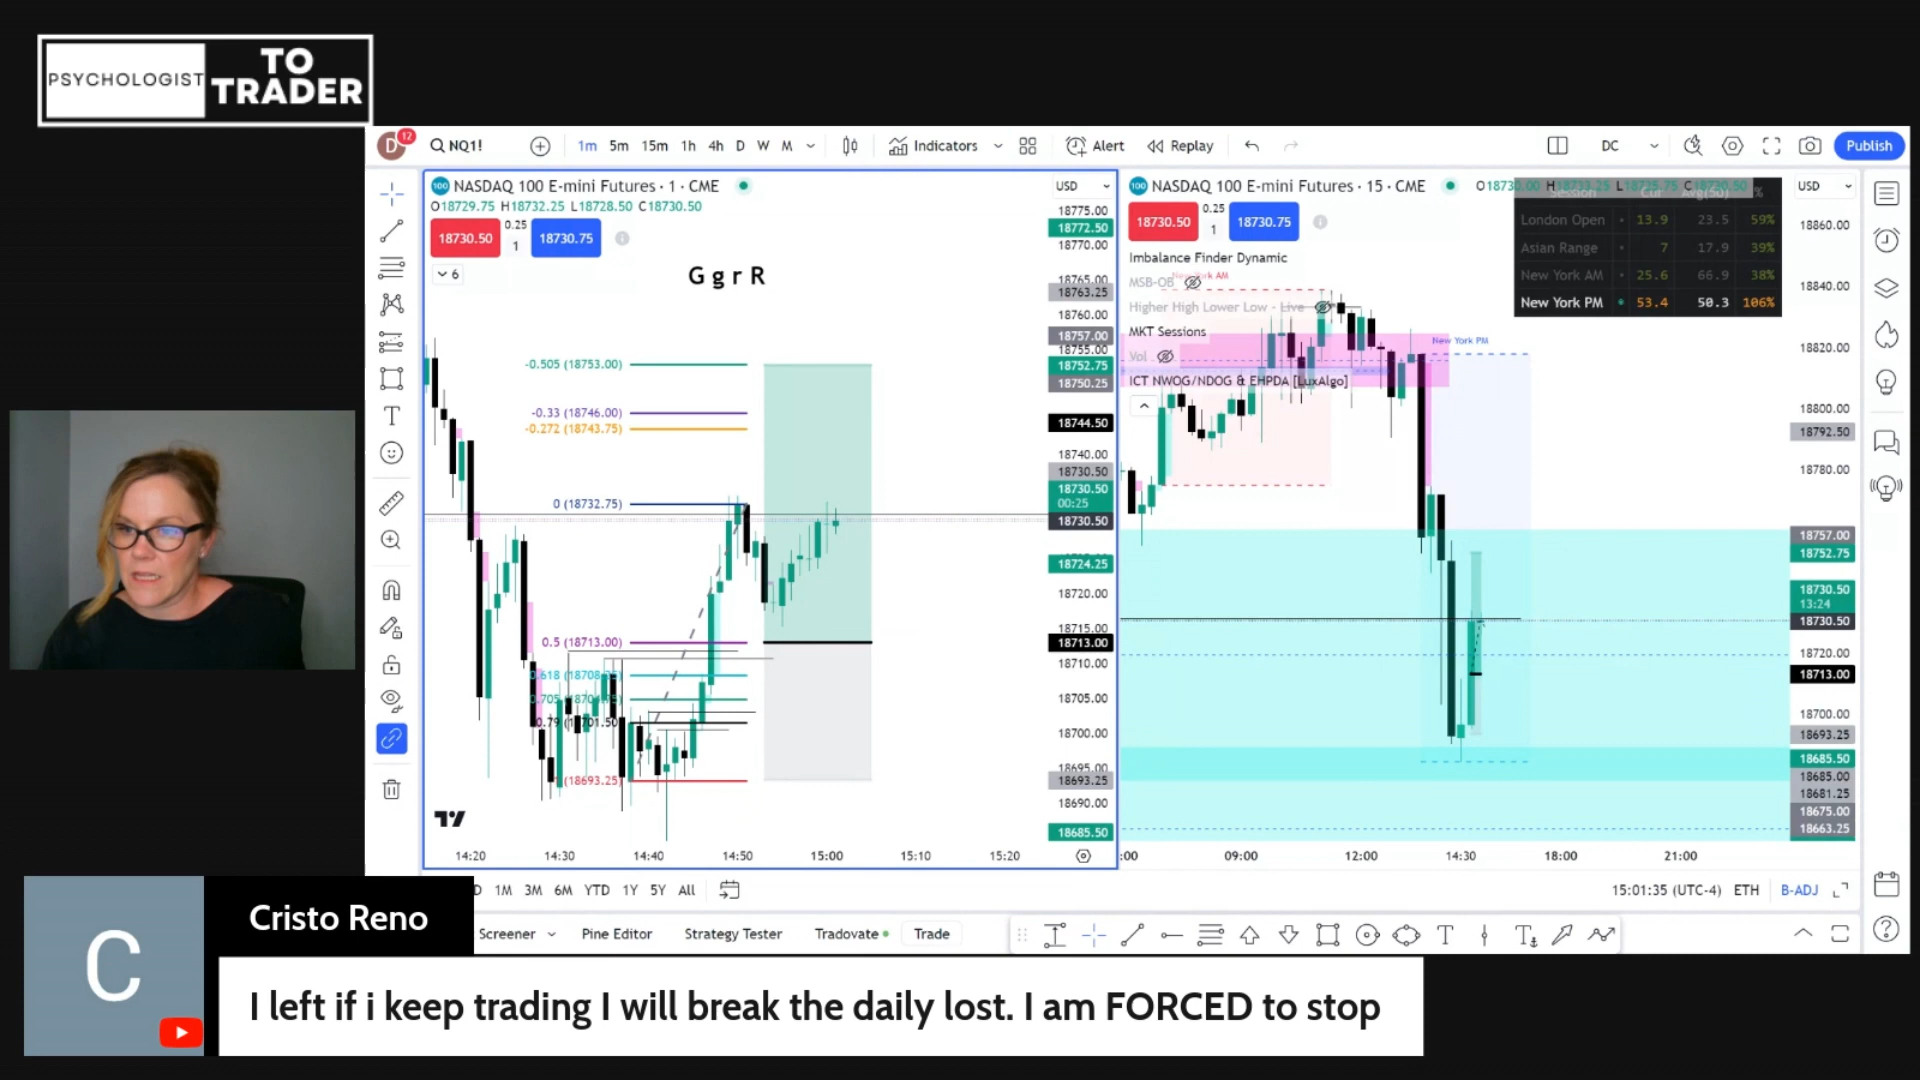 PSYCHOLOGIST TO TRADER
D 12 NQ1! 1m 5m 15m 1h 4h D W M Indicators Alert Replay DC Publish
NASDAQ 100 E-mini Futures · 1 · CME USD
O18729.75 H18732.25 L18728.50 C18730.50
18730.50 0.25 1 18730.75
6
G g r R
-0.505 (18753.00)
-0.33 (18746.00)
-0.272 (18743.75)
0 (18732.75)
0.5 (18713.00)
0.79 (18701.50)
(18693.25)
18775.00
18772.50
18770.00
18765.00
18763.25
18760.00
18757.00
18755.00
18752.75
18750.25
18744.50
18740.00
18730.50
18730.50
00:25
18730.50
18724.25
18720.00
18715.00
18713.00
18710.00
18705.00
18700.00
18695.00
18693.25
18690.00
18685.50
14:20 14:30 14:40 14:50 15:00 15:10 15:20
NASDAQ 100 E-mini Futures · 15 · CME USD
18730.50 0.25 1 18730.75
Imbalance Finder Dynamic
MSB-OB
Higher High Lower Low - Live
MKT Sessions
Vol
ICT NWOG/NDOG & EHPDA [LuxAlgo]
New York PM
London Open 13.9 23.5 59%
Asian Range 7 17.9 39%
New York AM 25.6 66.9 38%
New York PM 53.4 50.3 106%
18860.00
18840.00
18820.00
18800.00
18792.50
18780.00
18757.00
18752.75
18730.50
13:24
18730.50
18720.00
18713.00
18700.00
18693.25
18685.50
18685.00
18681.25
18675.00
18663.25
:00 09:00 12:00 14:30 18:00 21:00
D 1M 3M 6M YTD 1Y 5Y All
15:01:35 (UTC-4) ETH B-ADJ
Screener Pine Editor Strategy Tester Tradovate Trade
C
Cristo Reno
I left if i keep trading I will break the daily lost. I am FORCED to stop